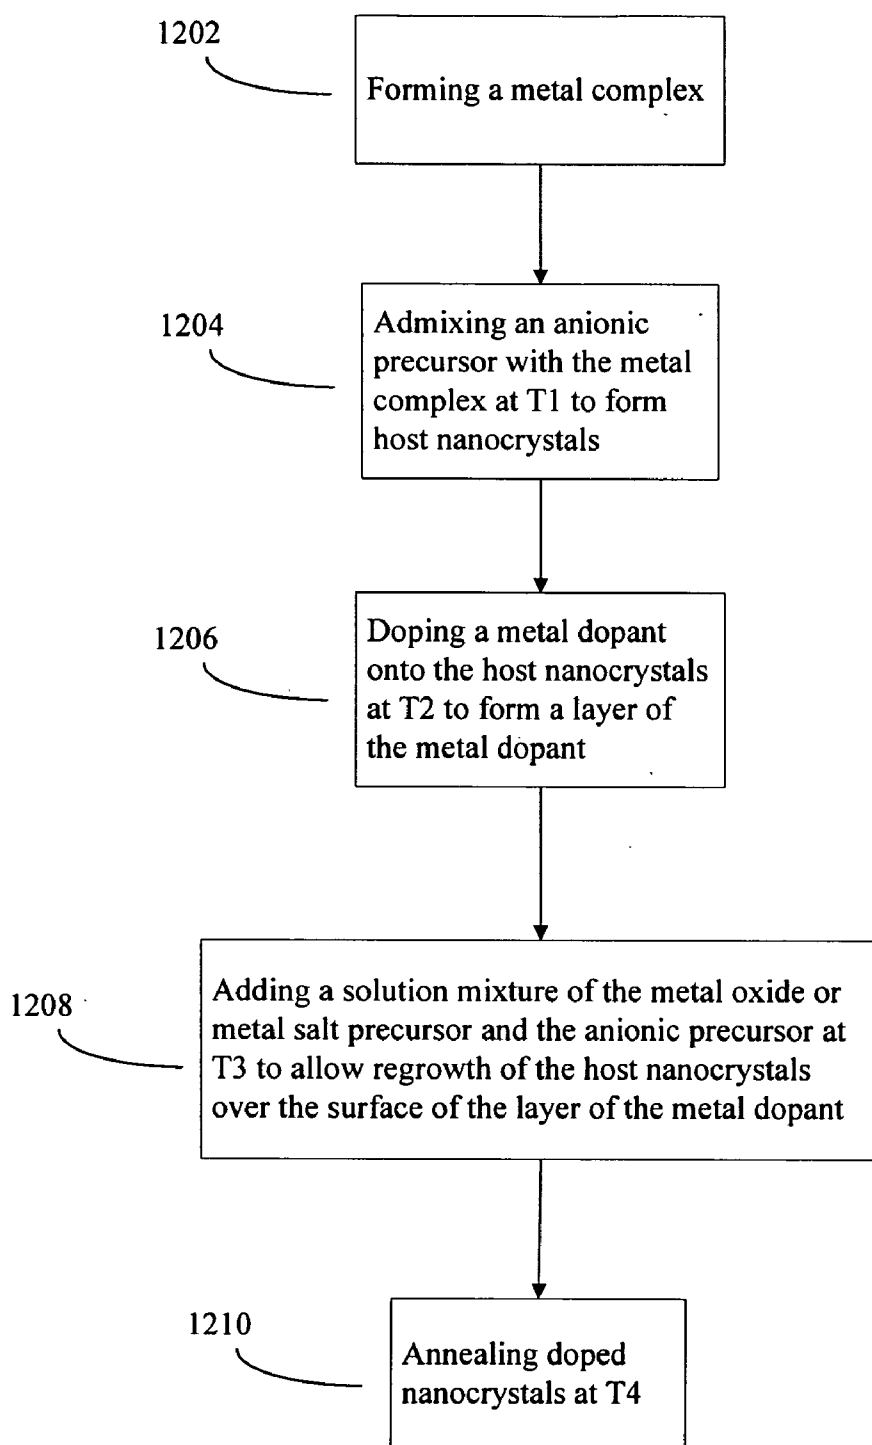 1202
Forming a metal complex
1204
Admixing an anionic
precursor with the metal
complex at T1 to form
host nanocrystals
1206
Doping a metal dopant
onto the host nanocrystals
at T2 to form a layer of
the metal dopant
1208
Adding a solution mixture of the metal oxide or
metal salt precursor and the anionic precursor at
T3 to allow regrowth of the host nanocrystals
over the surface of the layer of the metal dopant
1210
Annealing doped
nanocrystals at T4